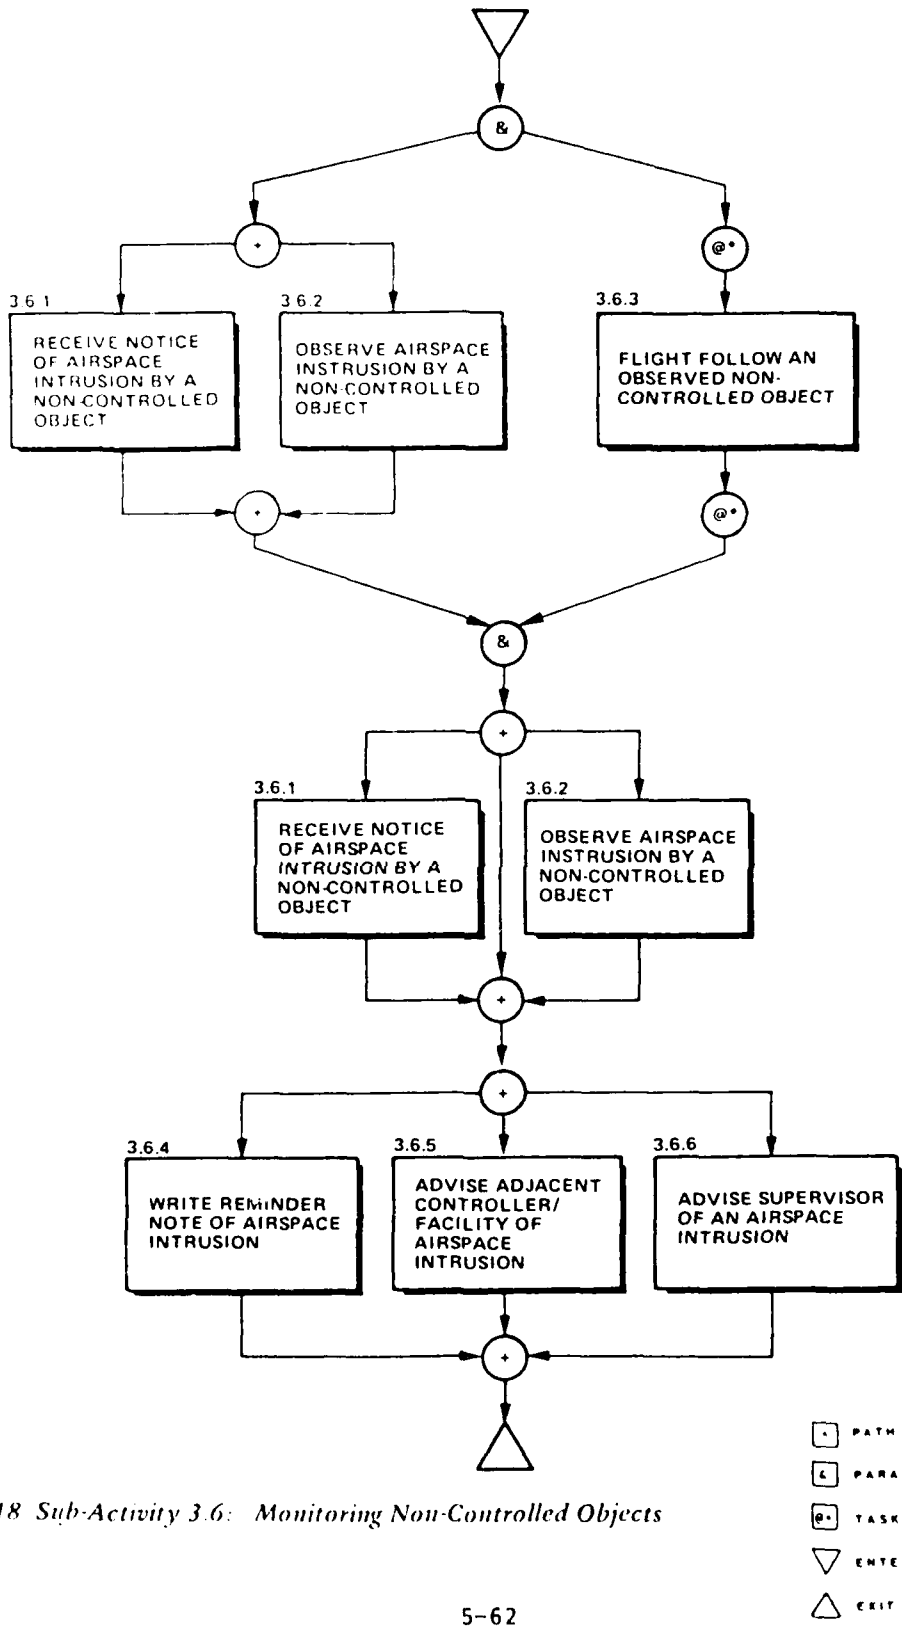 &
+
@*
3.6.1
RECEIVE NOTICE
OF AIRSPACE
INTRUSION BY A
NON-CONTROLLED
OBJECT
3.6.2
OBSERVE AIRSPACE
INSTRUSION BY A
NON-CONTROLLED
OBJECT
3.6.3
FLIGHT FOLLOW AN
OBSERVED NON-
CONTROLLED OBJECT
+
@*
&
+
3.6.1
RECEIVE NOTICE
OF AIRSPACE
INTRUSION BY A
NON-CONTROLLED
OBJECT
3.6.2
OBSERVE AIRSPACE
INSTRUSION BY A
NON-CONTROLLED
OBJECT
+
+
3.6.4
WRITE REMINDER
NOTE OF AIRSPACE
INTRUSION
3.6.5
ADVISE ADJACENT
CONTROLLER/
FACILITY OF
AIRSPACE
INTRUSION
3.6.6
ADVISE SUPERVISOR
OF AN AIRSPACE
INTRUSION
+
+ PATH
& PARA
@* TASK
ENTE
EXIT
18 Sub-Activity 3.6: Monitoring Non-Controlled Objects
5-62